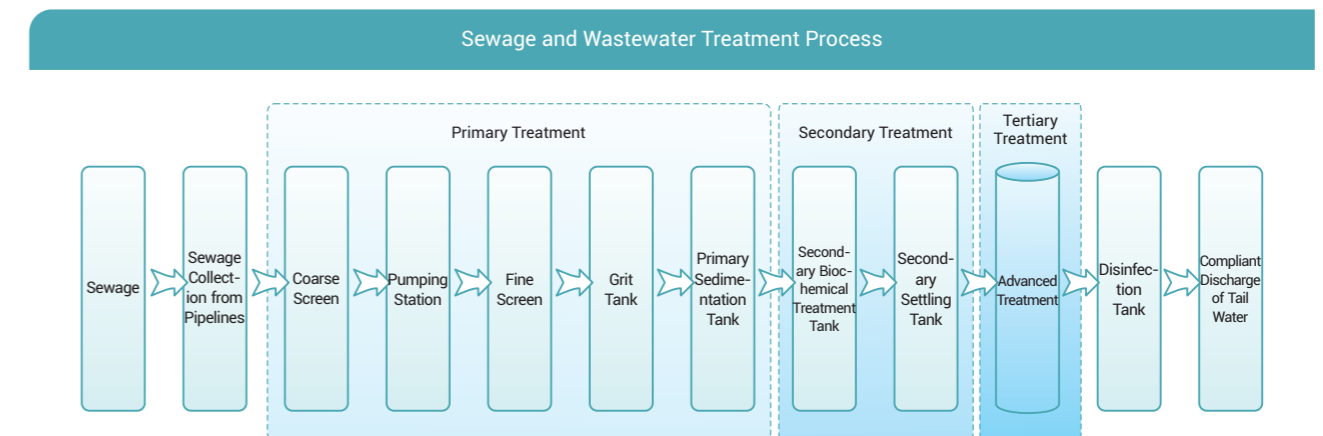 Sewage and Wastewater Treatment Process
Primary Treatment
Secondary Treatment
Tertiary
Treatment
Sewage
Sewage
Collect-
ion from
Pipelines
Coarse
Screen
Pumping
Station
Fine
Screen
Grit
Tank
Primary
Sedime-
ntation
Tank
Second-
ary Bioc-
hemical
Treatment
Tank
Second-
ary
Settling
Tank
Advanced
Treatment
Disinfec-
tion
Tank
Compliant
Discharge
of Tail
Water